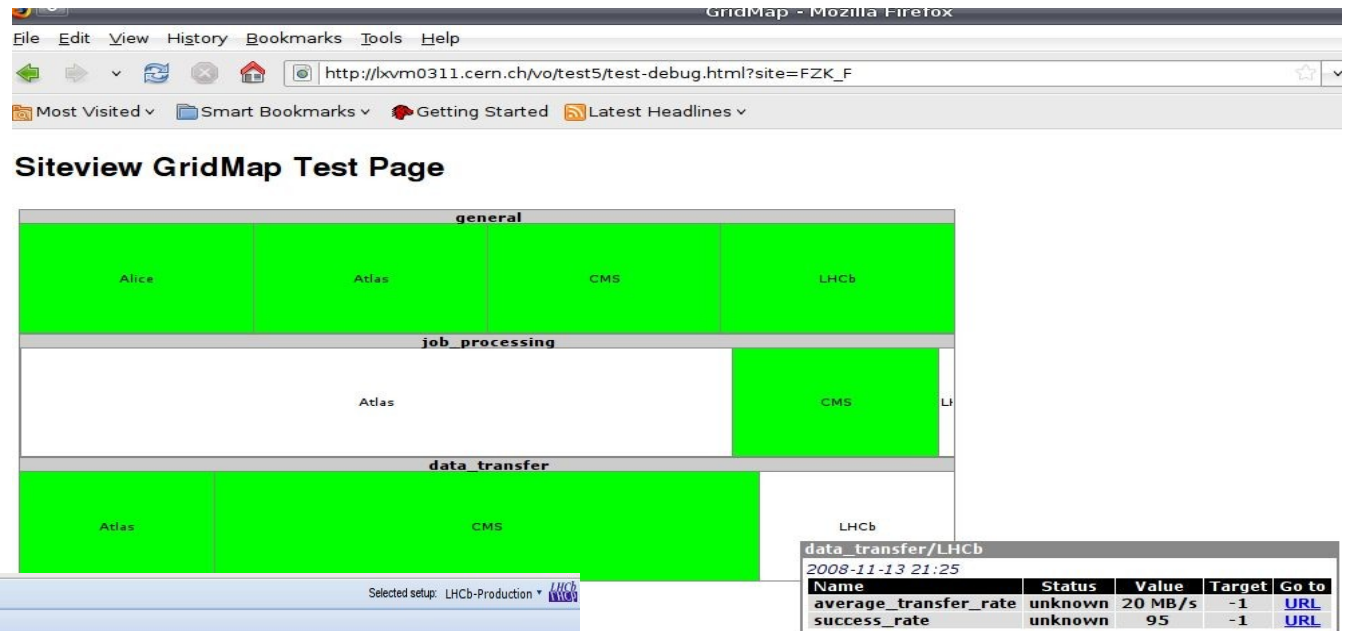 GridMap - Mozilla Firefox
File Edit View History Bookmarks Tools Help
http://lxvm0311.cern.ch/vo/test5/test-debug.html?site=FZK_F
Most Visited Smart Bookmarks Getting Started Latest Headlines
Siteview GridMap Test Page
general
Alice Atlas CMS LHCb
job_processing
Atlas CMS
data_transfer
Atlas CMS LHCb
data_transfer/LHCb
2008-11-13 21:25
Name Status Value Target Go to
average_transfer_rate unknown 20 MB/s -1 URL
success_rate unknown 95 -1 URL
Selected setup: LHCb-Production LHCb